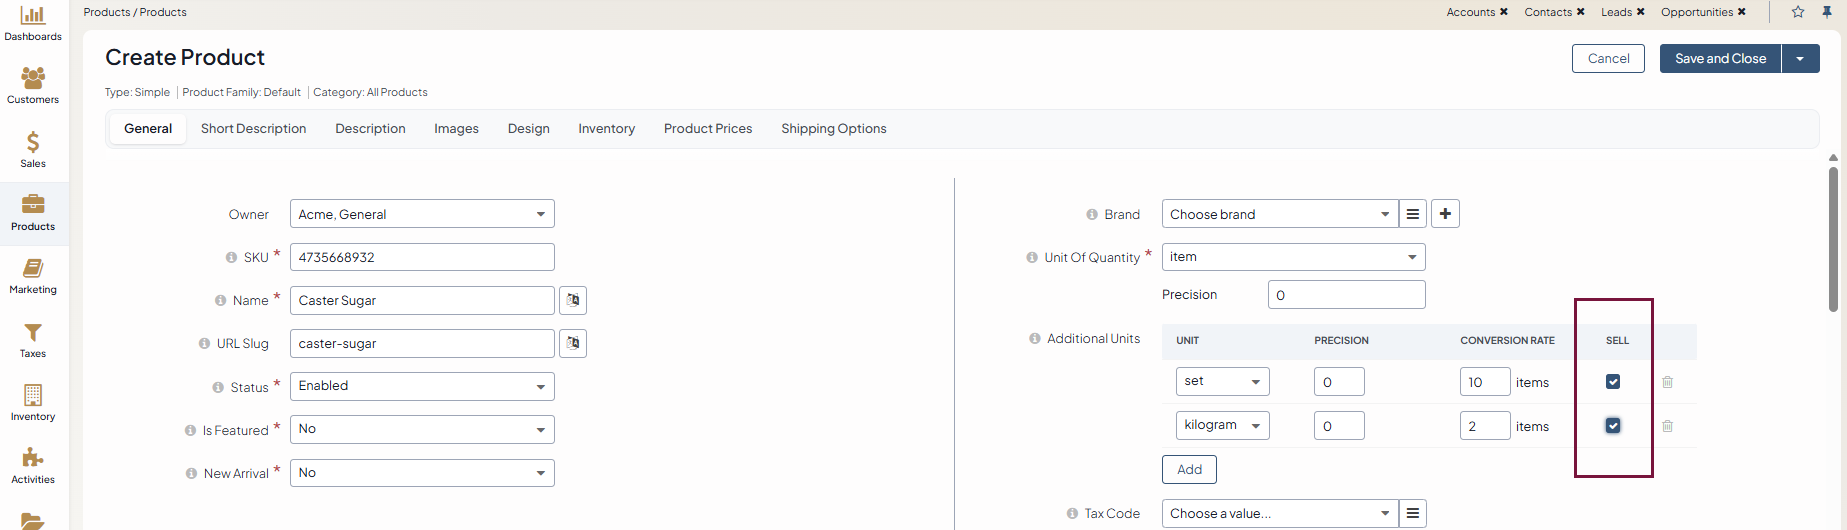 Products / Products
Accounts ✖ Contacts ✖ Leads ✖ Opportunities ✖
Dashboards
Customers
Sales
Products
Marketing
Taxes
Inventory
Activities
Create Product
Cancel
Save and Close
Type: Simple | Product Family: Default | Category: All Products
General Short Description Description Images Design Inventory Product Prices Shipping Options
Owner Acme, General
SKU * 4735668932
Name * Caster Sugar
URL Slug caster-sugar
Status * Enabled
Is Featured * No
New Arrival * No
Brand Choose brand
Unit Of Quantity * item
Precision 0
Additional Units UNIT PRECISION CONVERSION RATE SELL
set 0 10 items
kilogram 0 2 items
Add
Tax Code Choose a value...